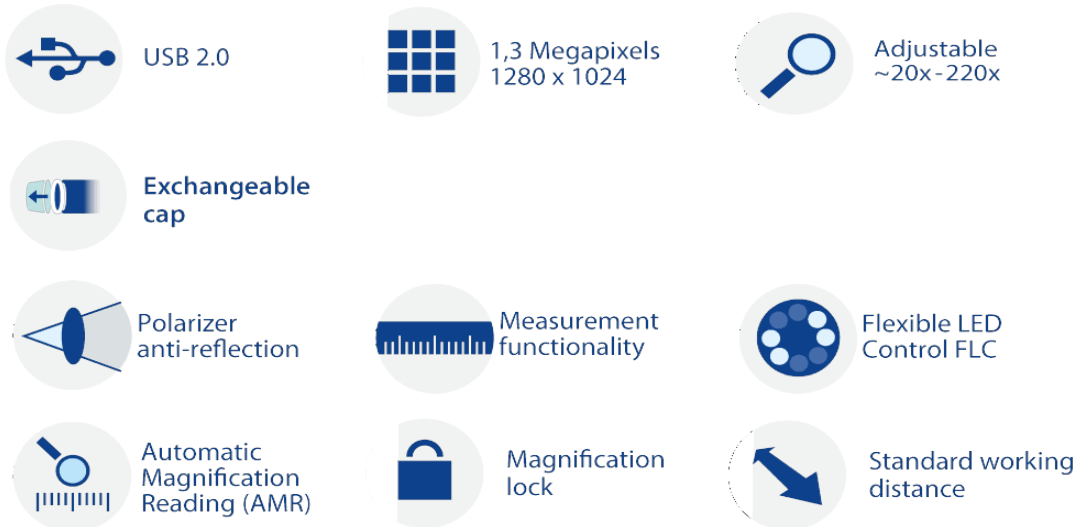 USB 2.0
1,3 Megapixels
1280 x 1024
Adjustable
~20x-220x
Exchangeable
cap
Polarizer
anti-reflection
Measurement
functionality
Flexible LED
Control FLC
Automatic
Magnification
Reading (AMR)
Magnification
lock
Standard working
distance